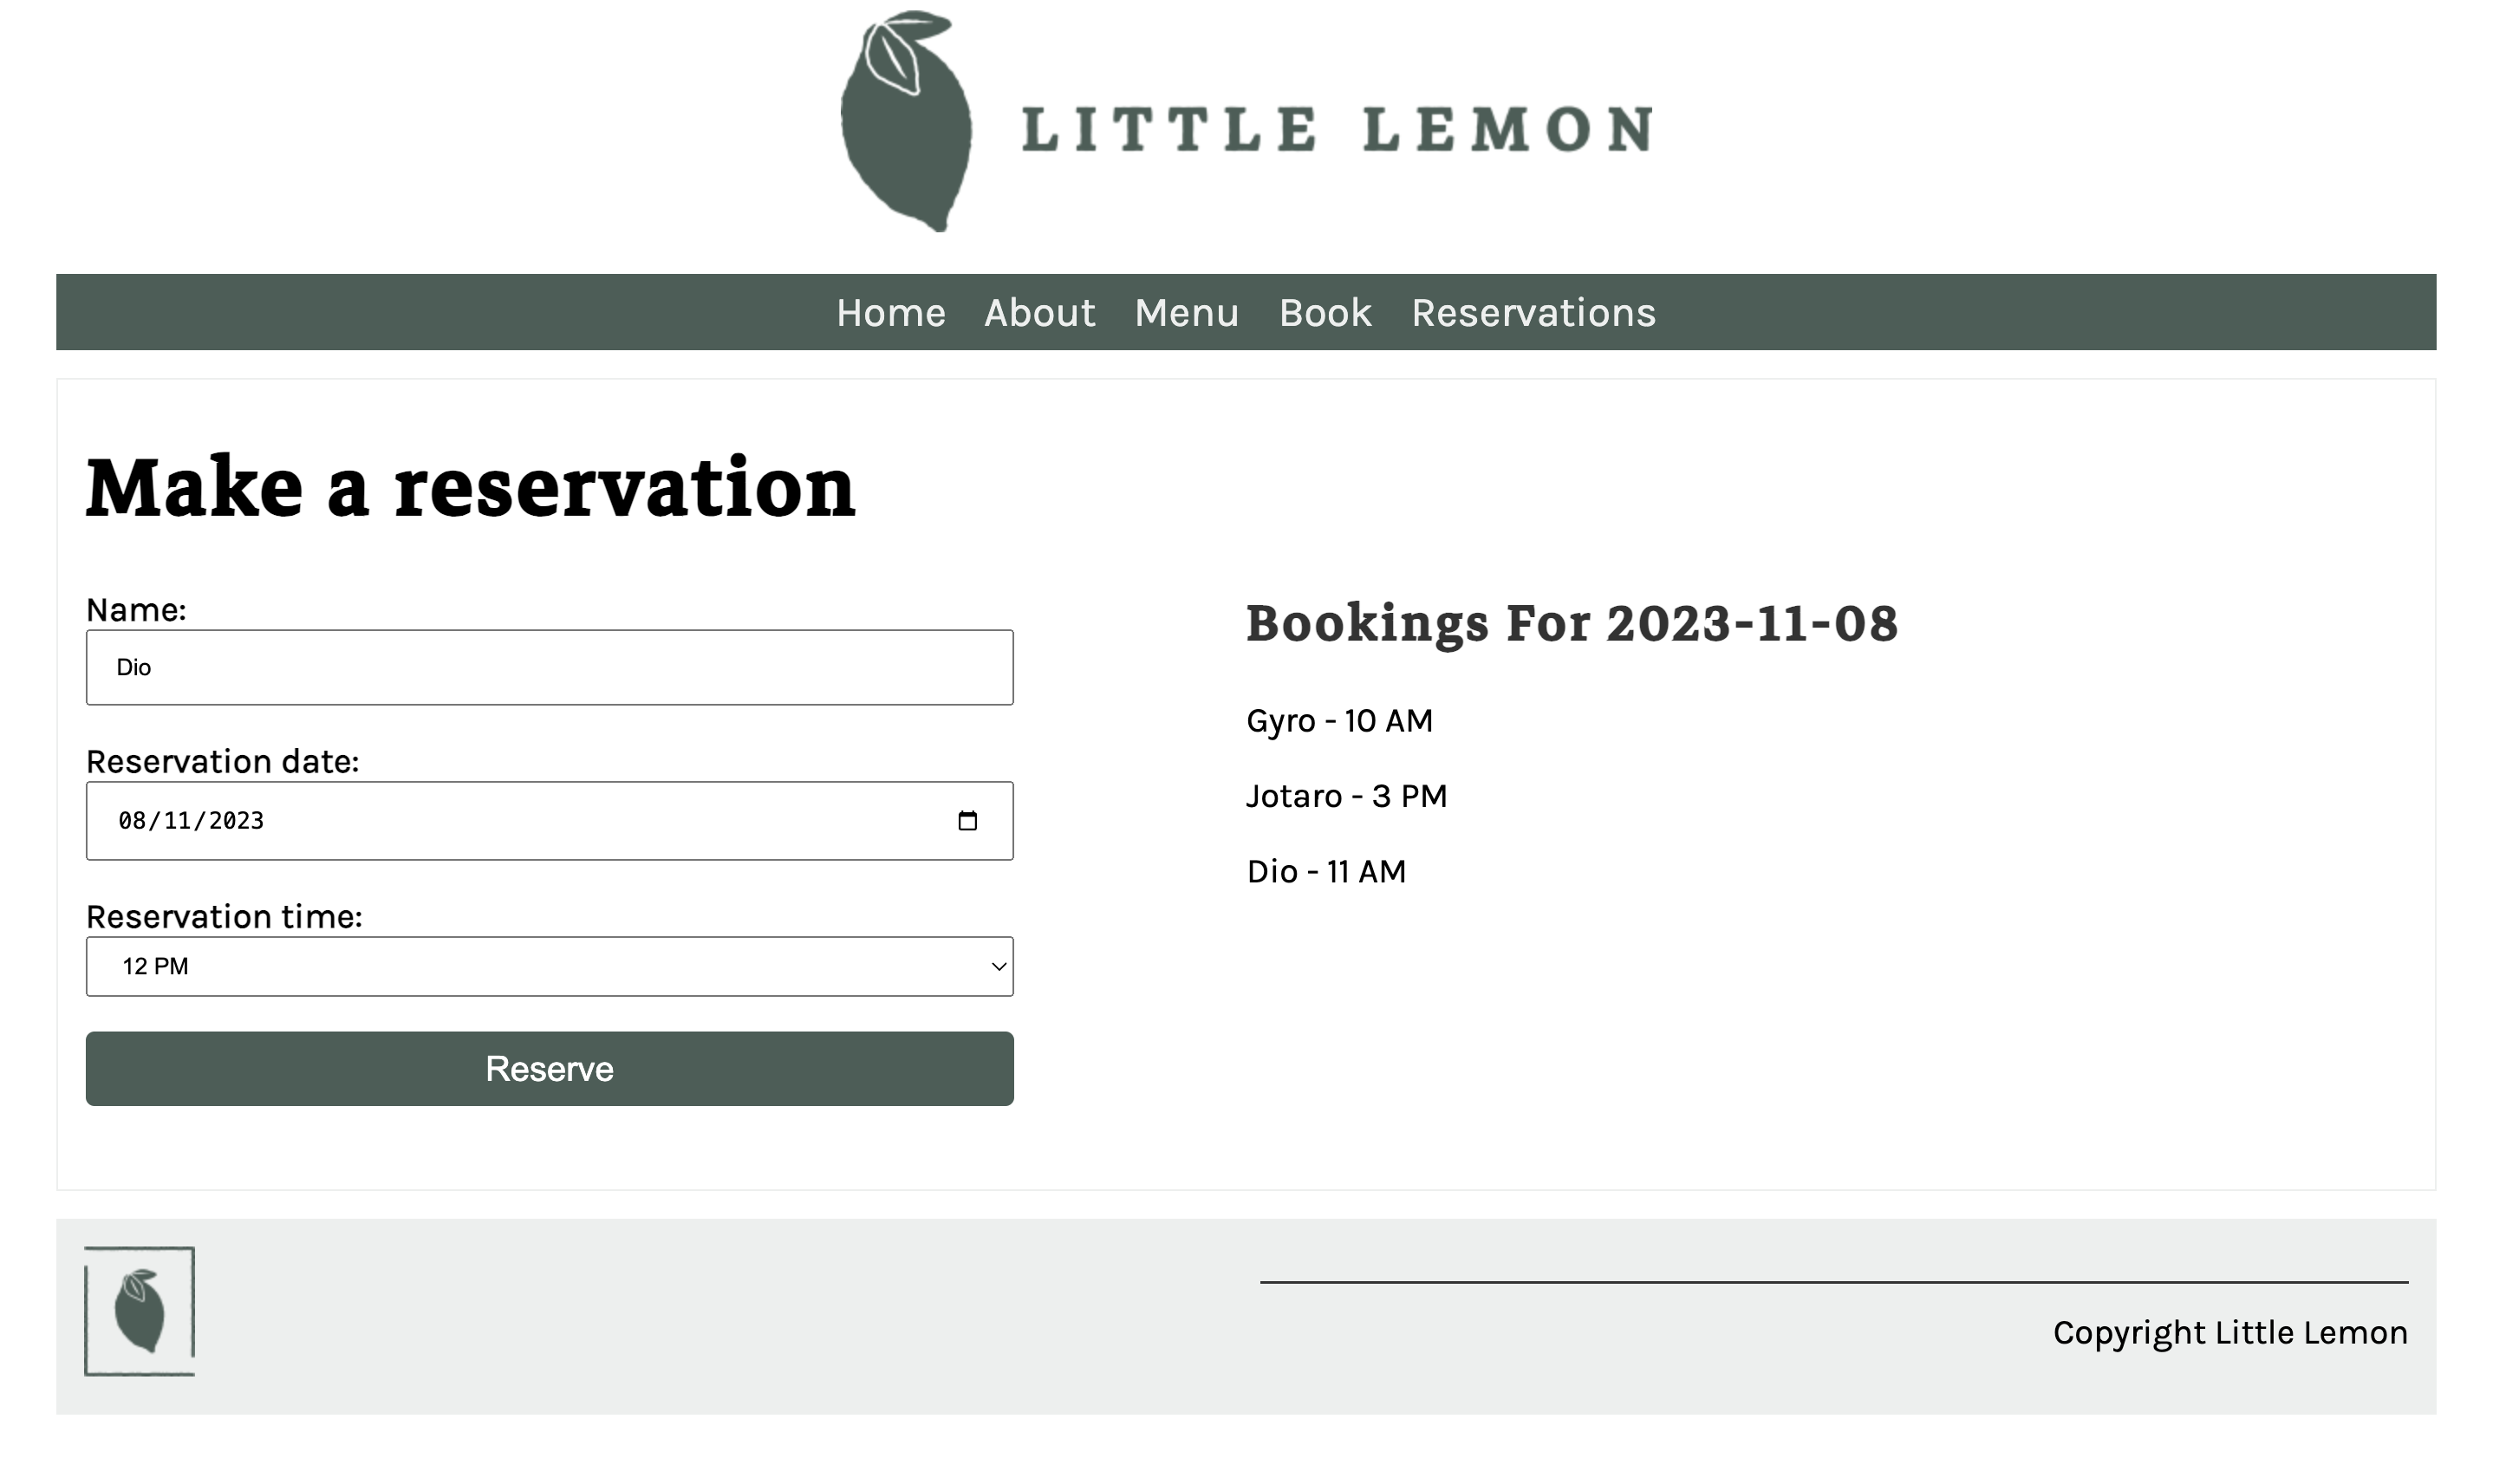 LITTLE LEMON
Home About Menu Book Reservations
Make a reservation
Name:
Dio
Reservation date:
08/11/2023
Reservation time:
12 PM
Reserve
Bookings For 2023-11-08
Gyro - 10 AM
Jotaro - 3 PM
Dio - 11 AM
Copyright Little Lemon